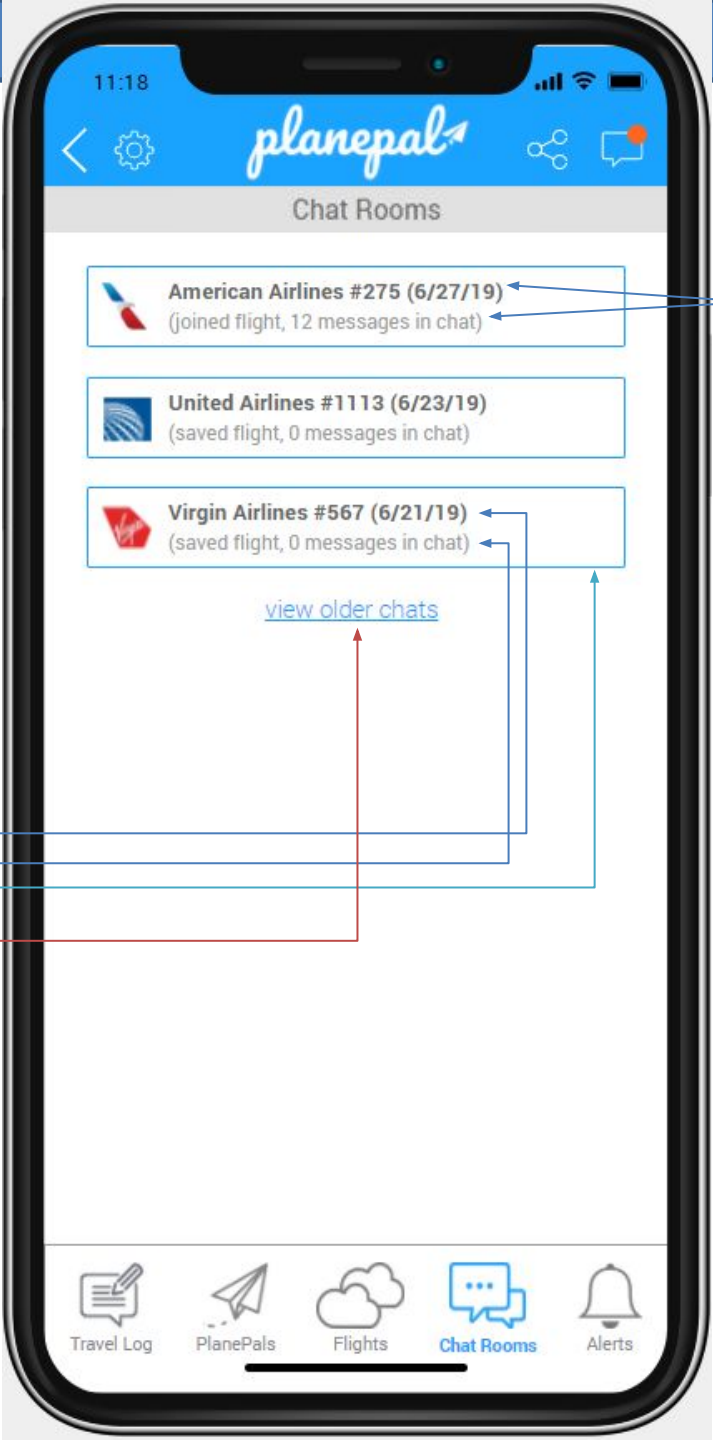 11:18
planepal
Chat Rooms
American Airlines #275 (6/27/19)
(joined flight, 12 messages in chat)
United Airlines #1113 (6/23/19)
(saved flight, 0 messages in chat)
Virgin Airlines #567 (6/21/19)
(saved flight, 0 messages in chat)
view older chats
Travel Log PlanePals Flights Chat Rooms Alerts